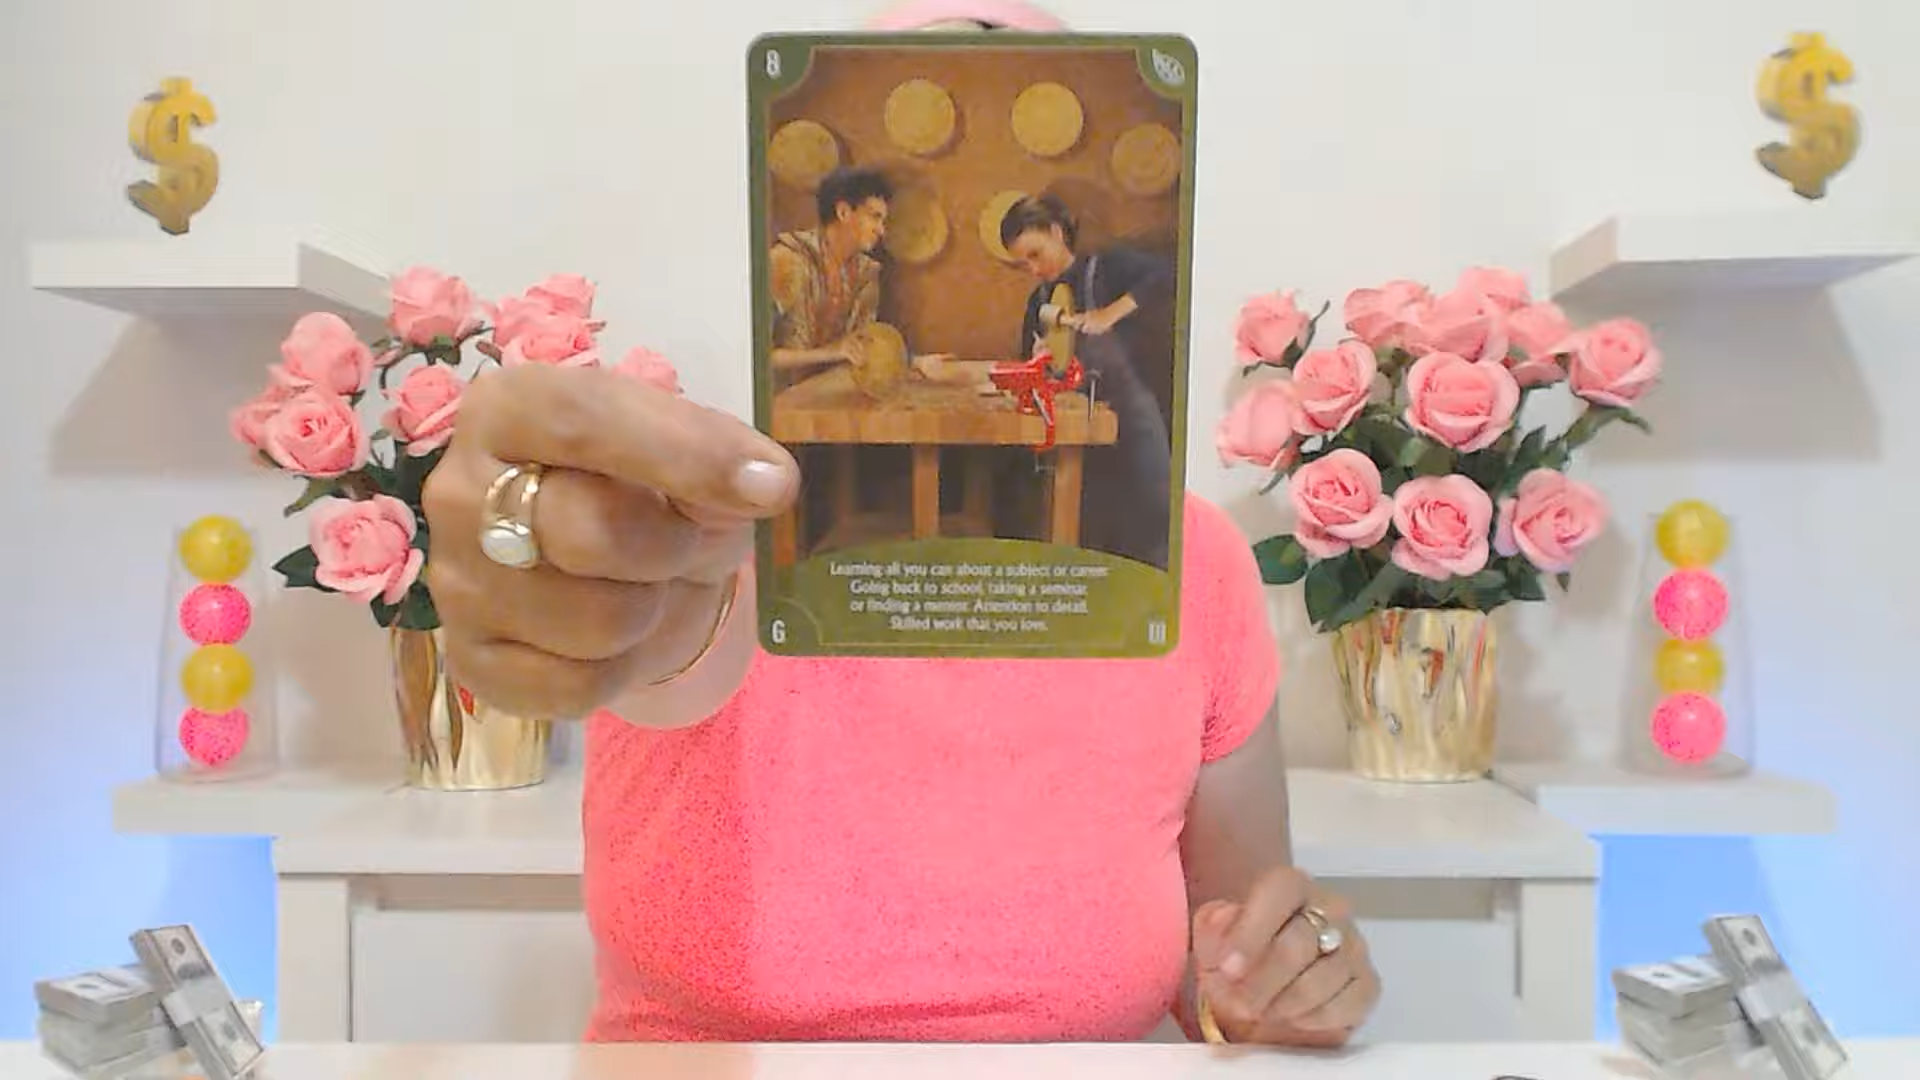 8
Learning all you can about a subject or career.
Going back to school, taking a seminar,
or finding a mentor. Attention to detail.
Skilled work that you love.
G